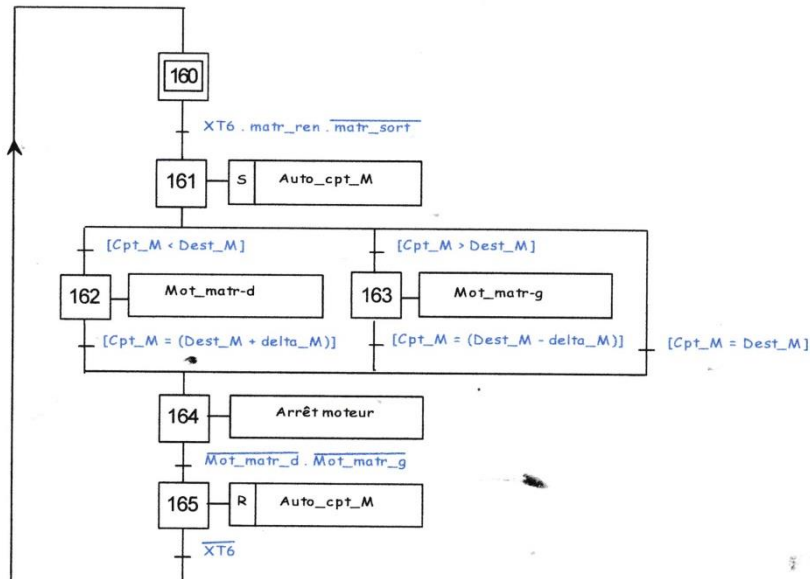 160
XT6 . matr_ren . matr_sort
161 S Auto_cpt_M
[Cpt_M < Dest_M] [Cpt_M > Dest_M]
162 Mot_matr-d 163 Mot_matr-g
[Cpt_M = (Dest_M + delta_M)] [Cpt_M = (Dest_M - delta_M)] [Cpt_M = Dest_M]
164 Arrêt moteur
Mot_matr_d . Mot_matr_g
165 R Auto_cpt_M
XT6